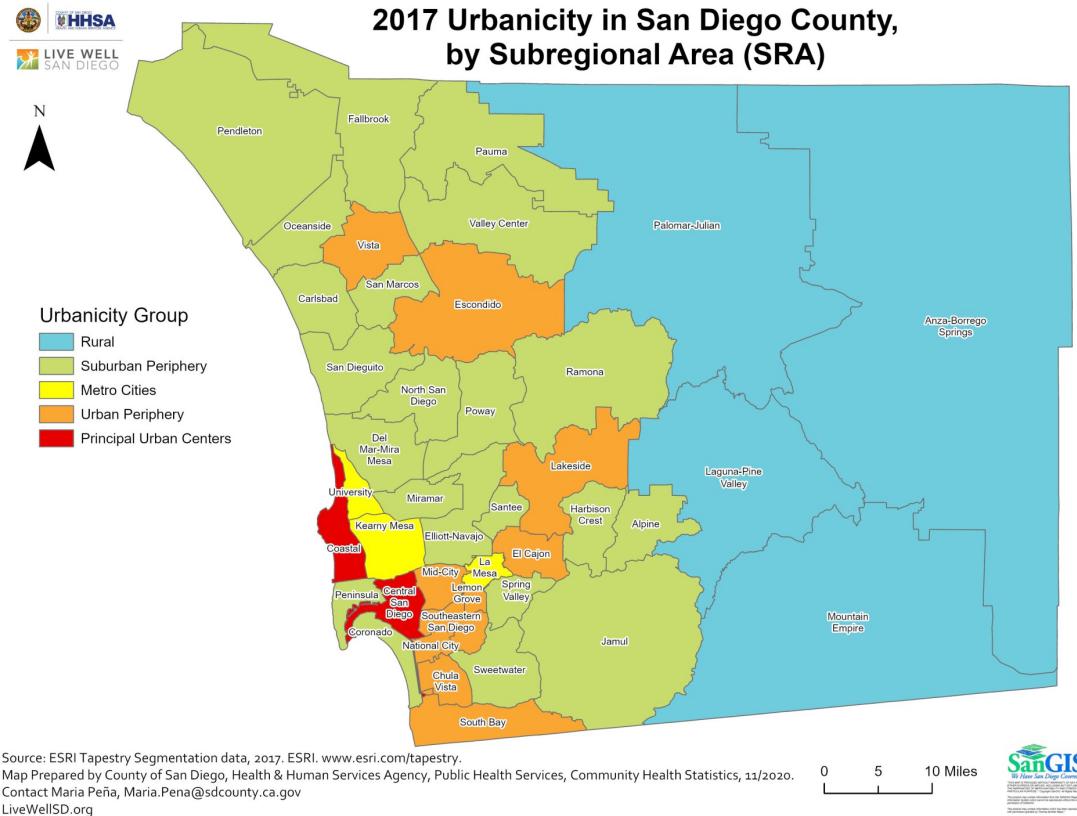 2017 Urbanicity in San Diego County,
by Subregional Area (SRA)
HHSA
LIVE WELL
SAN DIEGO
N
Pendleton
Fallbrook
Pauma
Oceanside
Valley Center
Palomar-Julian
Vista
San Marcos
Carlsbad
Escondido
Anza-Borrego
Springs
Urbanicity Group
Rural
Suburban Periphery
Metro Cities
Urban Periphery
Principal Urban Centers
San Dieguito
Ramona
North San
Diego
Poway
Del
Mar-Mira
Mesa
Lakeside
Laguna-Pine
Valley
University
Miramar
Santee
Harbison
Crest
Alpine
Kearny Mesa
Elliott-Navajo
Coastal
El Cajon
La
Mesa
Mid-City
Peninsula
Central
San
Diego
Lemon
Grove
Spring
Valley
Southeastern
San Diego
Coronado
National City
Mountain
Empire
Jamul
Sweetwater
Chula
Vista
South Bay
Source: ESRI Tapestry Segmentation data, 2017. ESRI. www.esri.com/tapestry.
Map Prepared by County of San Diego, Health & Human Services Agency, Public Health Services, Community Health Statistics, 11/2020.
Contact Maria Peña, Maria.Pena@sdcounty.ca.gov
LiveWellSD.org
0 5 10 Miles
SanGIS
We Have San Diego Covered